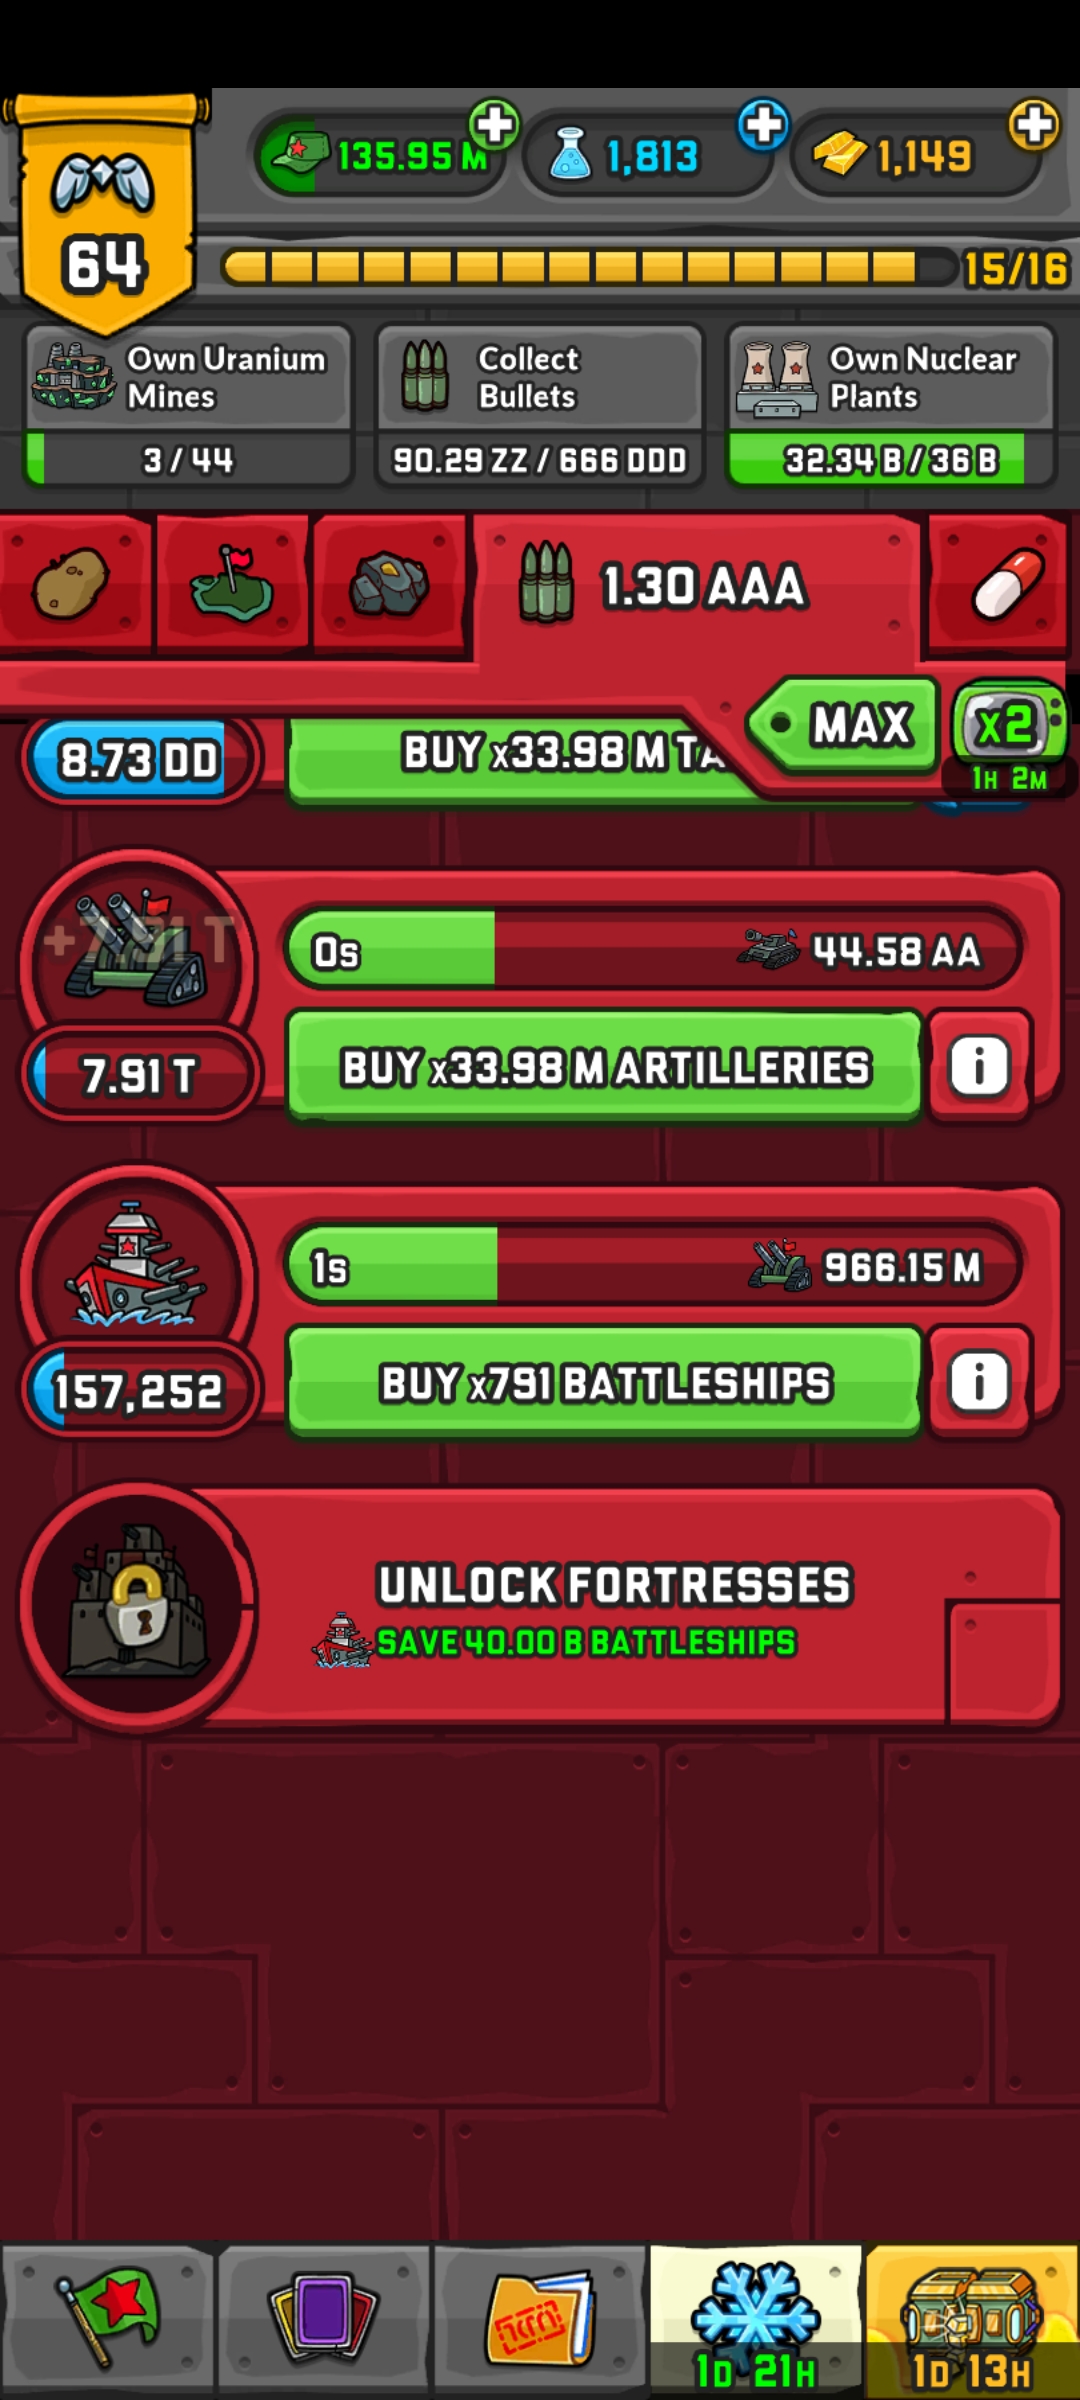 135.95 M
1,813
1,149
64
15/16
Own Uranium
Mines
3 / 44
Collect
Bullets
90.29 ZZ / 666 DDD
Own Nuclear
Plants
32.34 B / 36 B
1.30 AAA
MAX
X2
1H 2M
8.73 DD
BUY x33.98 M TA
+7.91 T
0s
44.58 AA
7.91 T
BUY x33.98 M ARTILLERIES
i
1s
966.15 M
157,252
BUY x791 BATTLESHIPS
i
UNLOCK FORTRESSES
SAVE 40.00 B BATTLESHIPS
1D 21H
1D 13H